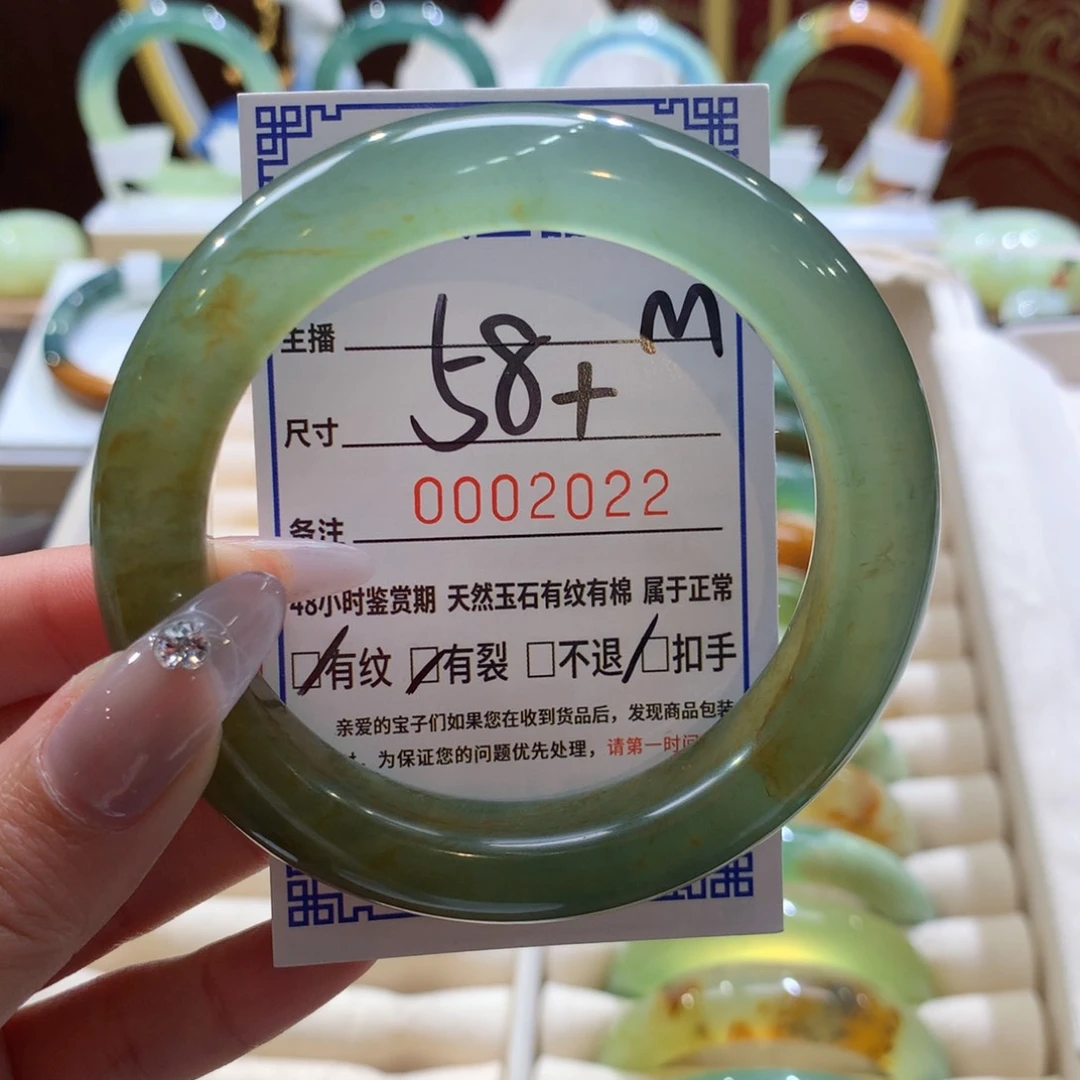 主播 M
尺寸 58+
备注 0002022
48小时鉴赏期 天然玉石有纹有棉 属于正常
□有纹 □有裂 □不退 □扣手
亲爱的宝子们如果您在收到货品后，发现商品包装
为保证您的问题优先处理，请第一时间